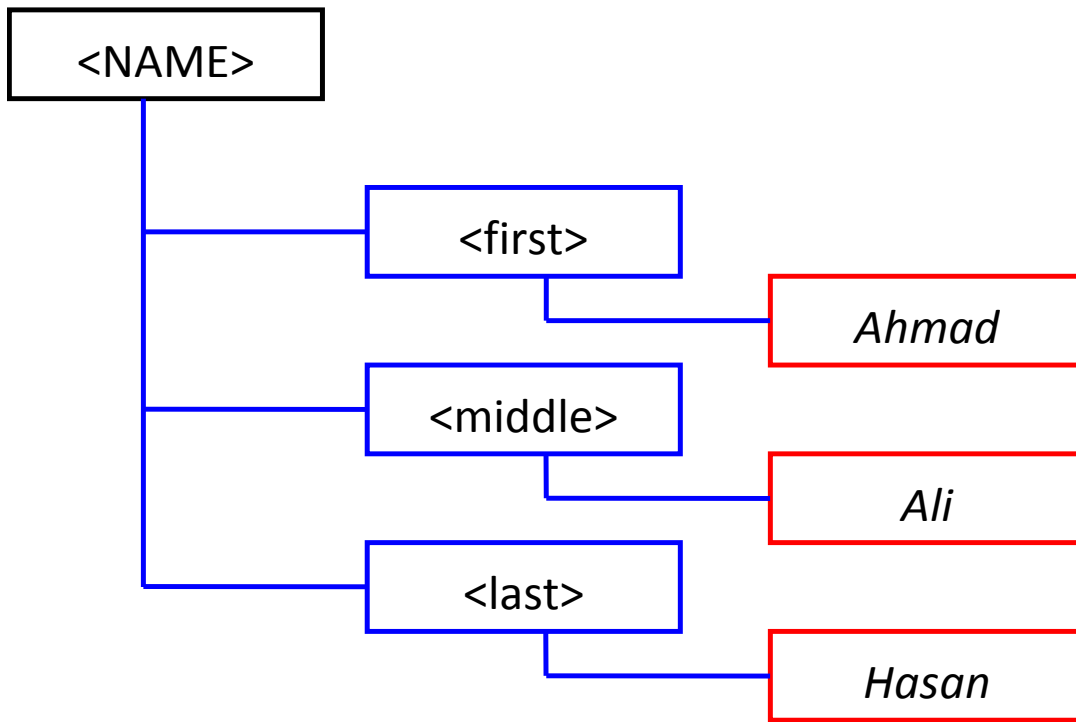 <NAME>
<first>
Ahmad
<middle>
Ali
<last>
Hasan